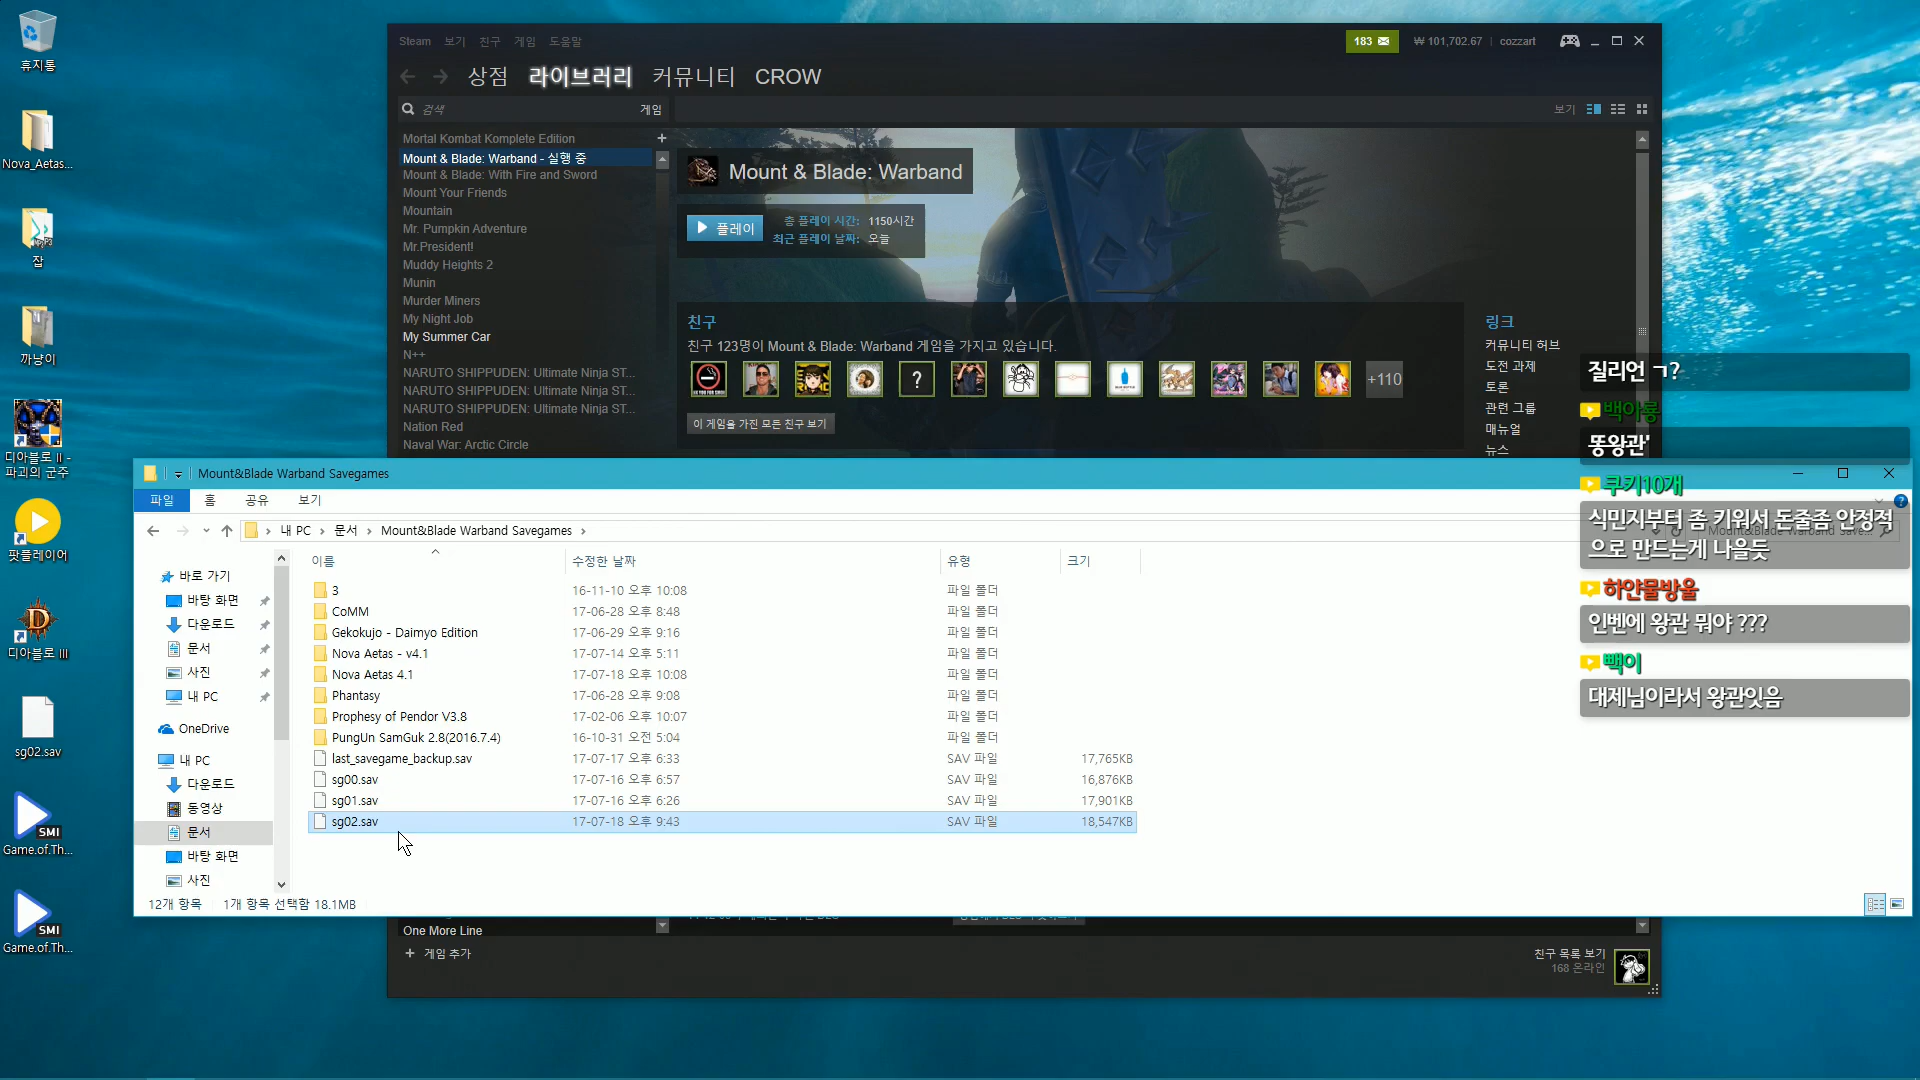 휴지통
Nova_Aetas...
잡
까냥이
디아블로 II -
파괴의 군주
팟플레이어
디아블로 III
sg02.sav
SMI
Game.of.Th...
SMI
Game.of.Th...
Steam 보기 친구 게임 도움말
183 ₩ 101,702.67 | cozzart
상점 라이브러리 커뮤니티 CROW
검색 게임 보기
Mortal Kombat Komplete Edition
Mount & Blade: Warband - 실행 중
Mount & Blade: With Fire and Sword
Mount Your Friends
Mountain
Mr. Pumpkin Adventure
Mr.President!
Muddy Heights 2
Munin
Murder Miners
My Night Job
My Summer Car
N++
NARUTO SHIPPUDEN: Ultimate Ninja ST...
NARUTO SHIPPUDEN: Ultimate Ninja ST...
NARUTO SHIPPUDEN: Ultimate Ninja ST...
Nation Red
Naval War: Arctic Circle
Mount & Blade: Warband
플레이
총 플레이 시간: 1150시간
최근 플레이 날짜: 오늘
친구
친구 123명이 Mount & Blade: Warband 게임을 가지고 있습니다.
+110
이 게임을 가진 모든 친구 보기
링크
커뮤니티 허브
도전 과제
토론
관련 그룹
매뉴얼
뉴스
질리언 ㄱ?
백아룡
똥왕관'
쿠키10개
식민지부터 좀 키워서 돈줄좀 안정적
으로 만드는게 나을듯
하얀물방울
인벤에 왕관 뭐야 ???
빽이
대제님이라서 왕관잇음
Mount&Blade Warband Savegames
파일 홈 공유 보기
내 PC 문서 Mount&Blade Warband Savegames
Mount&Blade Warband Save...
바로 가기
바탕 화면
다운로드
문서
사진
내 PC
OneDrive
내 PC
다운로드
동영상
문서
바탕 화면
사진
이름 수정한 날짜 유형 크기
3 16-11-10 오후 10:08 파일 폴더
CoMM 17-06-28 오후 8:48 파일 폴더
Gekokujo - Daimyo Edition 17-06-29 오후 9:16 파일 폴더
Nova Aetas - v4.1 17-07-14 오후 5:11 파일 폴더
Nova Aetas 4.1 17-07-18 오후 10:08 파일 폴더
Phantasy 17-06-28 오후 9:08 파일 폴더
Prophesy of Pendor V3.8 17-02-06 오후 10:07 파일 폴더
PungUn SamGuk 2.8(2016.7.4) 16-10-31 오전 5:04 파일 폴더
last_savegame_backup.sav 17-07-17 오후 6:33 SAV 파일 17,765KB
sg00.sav 17-07-16 오후 6:57 SAV 파일 16,876KB
sg01.sav 17-07-16 오후 6:26 SAV 파일 17,901KB
sg02.sav 17-07-18 오후 9:43 SAV 파일 18,547KB
12개 항목 1개 항목 선택함 18.1MB
One More Line
게임 추가
친구 목록 보기
168 온라인